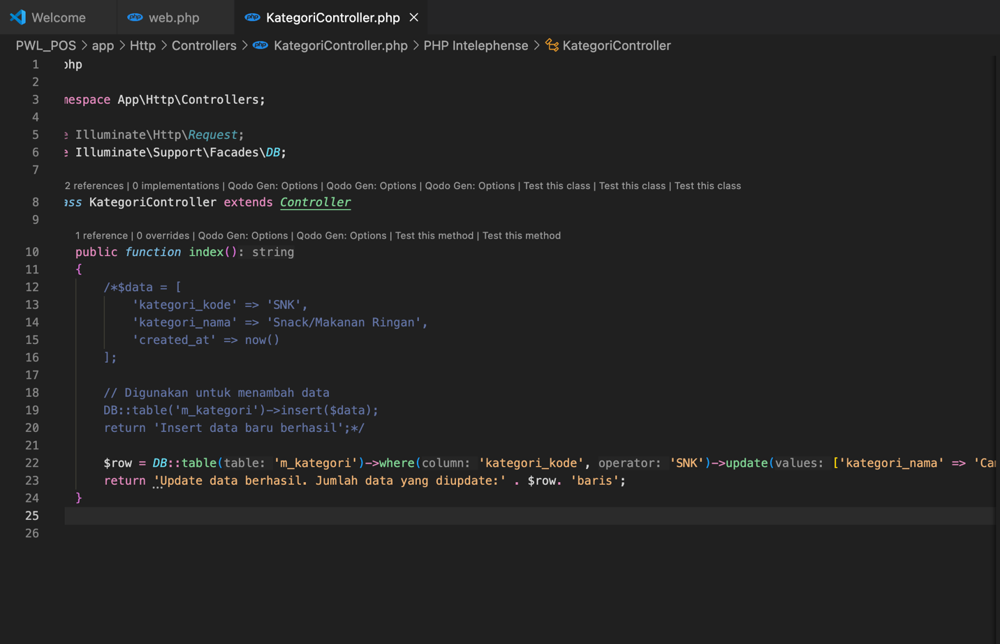 Welcome
php web.php
php KategoriController.php ×
PWL_POS > app > Http > Controllers > php KategoriController.php > PHP Intelephense > KategoriController
1 php
2
3 mespace App\Http\Controllers;
4
5 e Illuminate\Http\Request;
6 e Illuminate\Support\Facades\DB;
7
2 references | 0 implementations | Qodo Gen: Options | Qodo Gen: Options | Qodo Gen: Options | Test this class | Test this class | Test this class
8 ass KategoriController extends Controller
9
1 reference | 0 overrides | Qodo Gen: Options | Qodo Gen: Options | Test this method | Test this method
10 public function index(): string
11 {
12 /*$data = [
13 'kategori_kode' => 'SNK',
14 'kategori_nama' => 'Snack/Makanan Ringan',
15 'created_at' => now()
16 ];
17
18 // Digunakan untuk menambah data
19 DB::table('m_kategori')->insert($data);
20 return 'Insert data baru berhasil';*/
21
22 $row = DB::table(table: 'm_kategori')->where(column: 'kategori_kode', operator: 'SNK')->update(values: ['kategori_nama' => 'Cam
23 return 'Update data berhasil. Jumlah data yang diupdate:' . $row. 'baris';
24 }
25
26